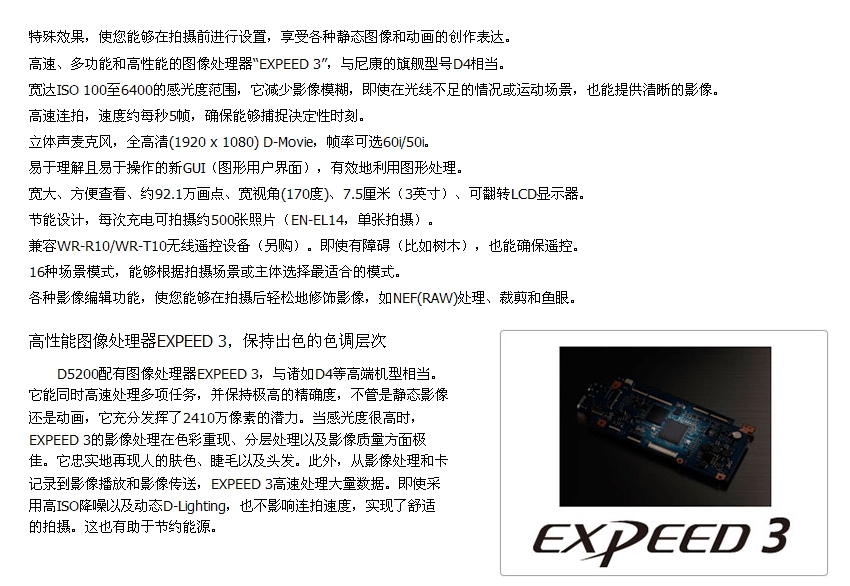 特殊效果，使您能够在拍摄前进行设置，享受各种静态图像和动画的创作表达。
高速、多功能和高性能的图像处理器“EXPEED 3”，与尼康的旗舰型号D4相当。
宽达ISO 100至6400的感光度范围，它减少影像模糊，即使在光线不足的情况或运动场景，也能提供清晰的影像。
高速连拍，速度约每秒5帧，确保能够捕捉决定性时刻。
立体声麦克风，全高清(1920 x 1080) D-Movie，帧率可选60i/50i。
易于理解且易于操作的新GUI（图形用户界面），有效地利用图形处理。
宽大、方便查看、约92.1万画点、宽视角(170度)、7.5厘米（3英寸）、可翻转LCD显示器。
节能设计，每次充电可拍摄约500张照片（EN-EL14，单张拍摄）。
兼容WR-R10/WR-T10无线遥控设备（另购）。即使有障碍（比如树木），也能确保遥控。
16种场景模式，能够根据拍摄场景或主体选择最适合的模式。
各种影像编辑功能，使您能够在拍摄后轻松地修饰影像，如NEF(RAW)处理、裁剪和鱼眼。
高性能图像处理器EXPEED 3，保持出色的色调层次
D5200配有图像处理器EXPEED 3，与诸如D4等高端机型相当。
它能同时高速处理多项任务，并保持极高的精确度，不管是静态影像
还是动画，它充分发挥了2410万像素的潜力。当感光度很高时，
EXPEED 3的影像处理在色彩重现、分层处理以及影像质量方面极
佳。它忠实地再现人的肤色、睫毛以及头发。此外，从影像处理和卡
记录到影像播放和影像传送，EXPEED 3高速处理大量数据。即使采
用高ISO降噪以及动态D-Lighting，也不影响连拍速度，实现了舒适
的拍摄。这也有助于节约能源。
EXPEED 3